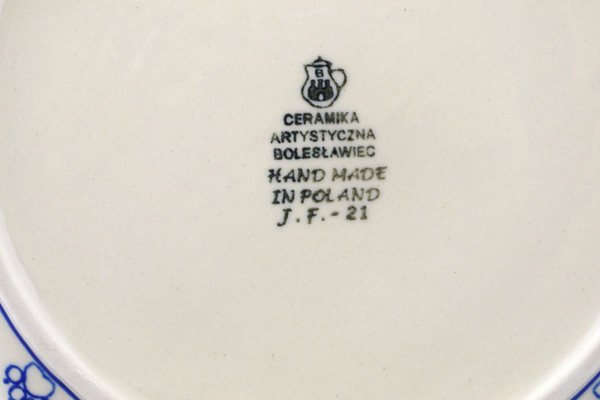 B
CERAMIKA
ARTYSTYCZNA
BOLESŁAWIEC
HAND MADE
IN POLAND
J.F.-21